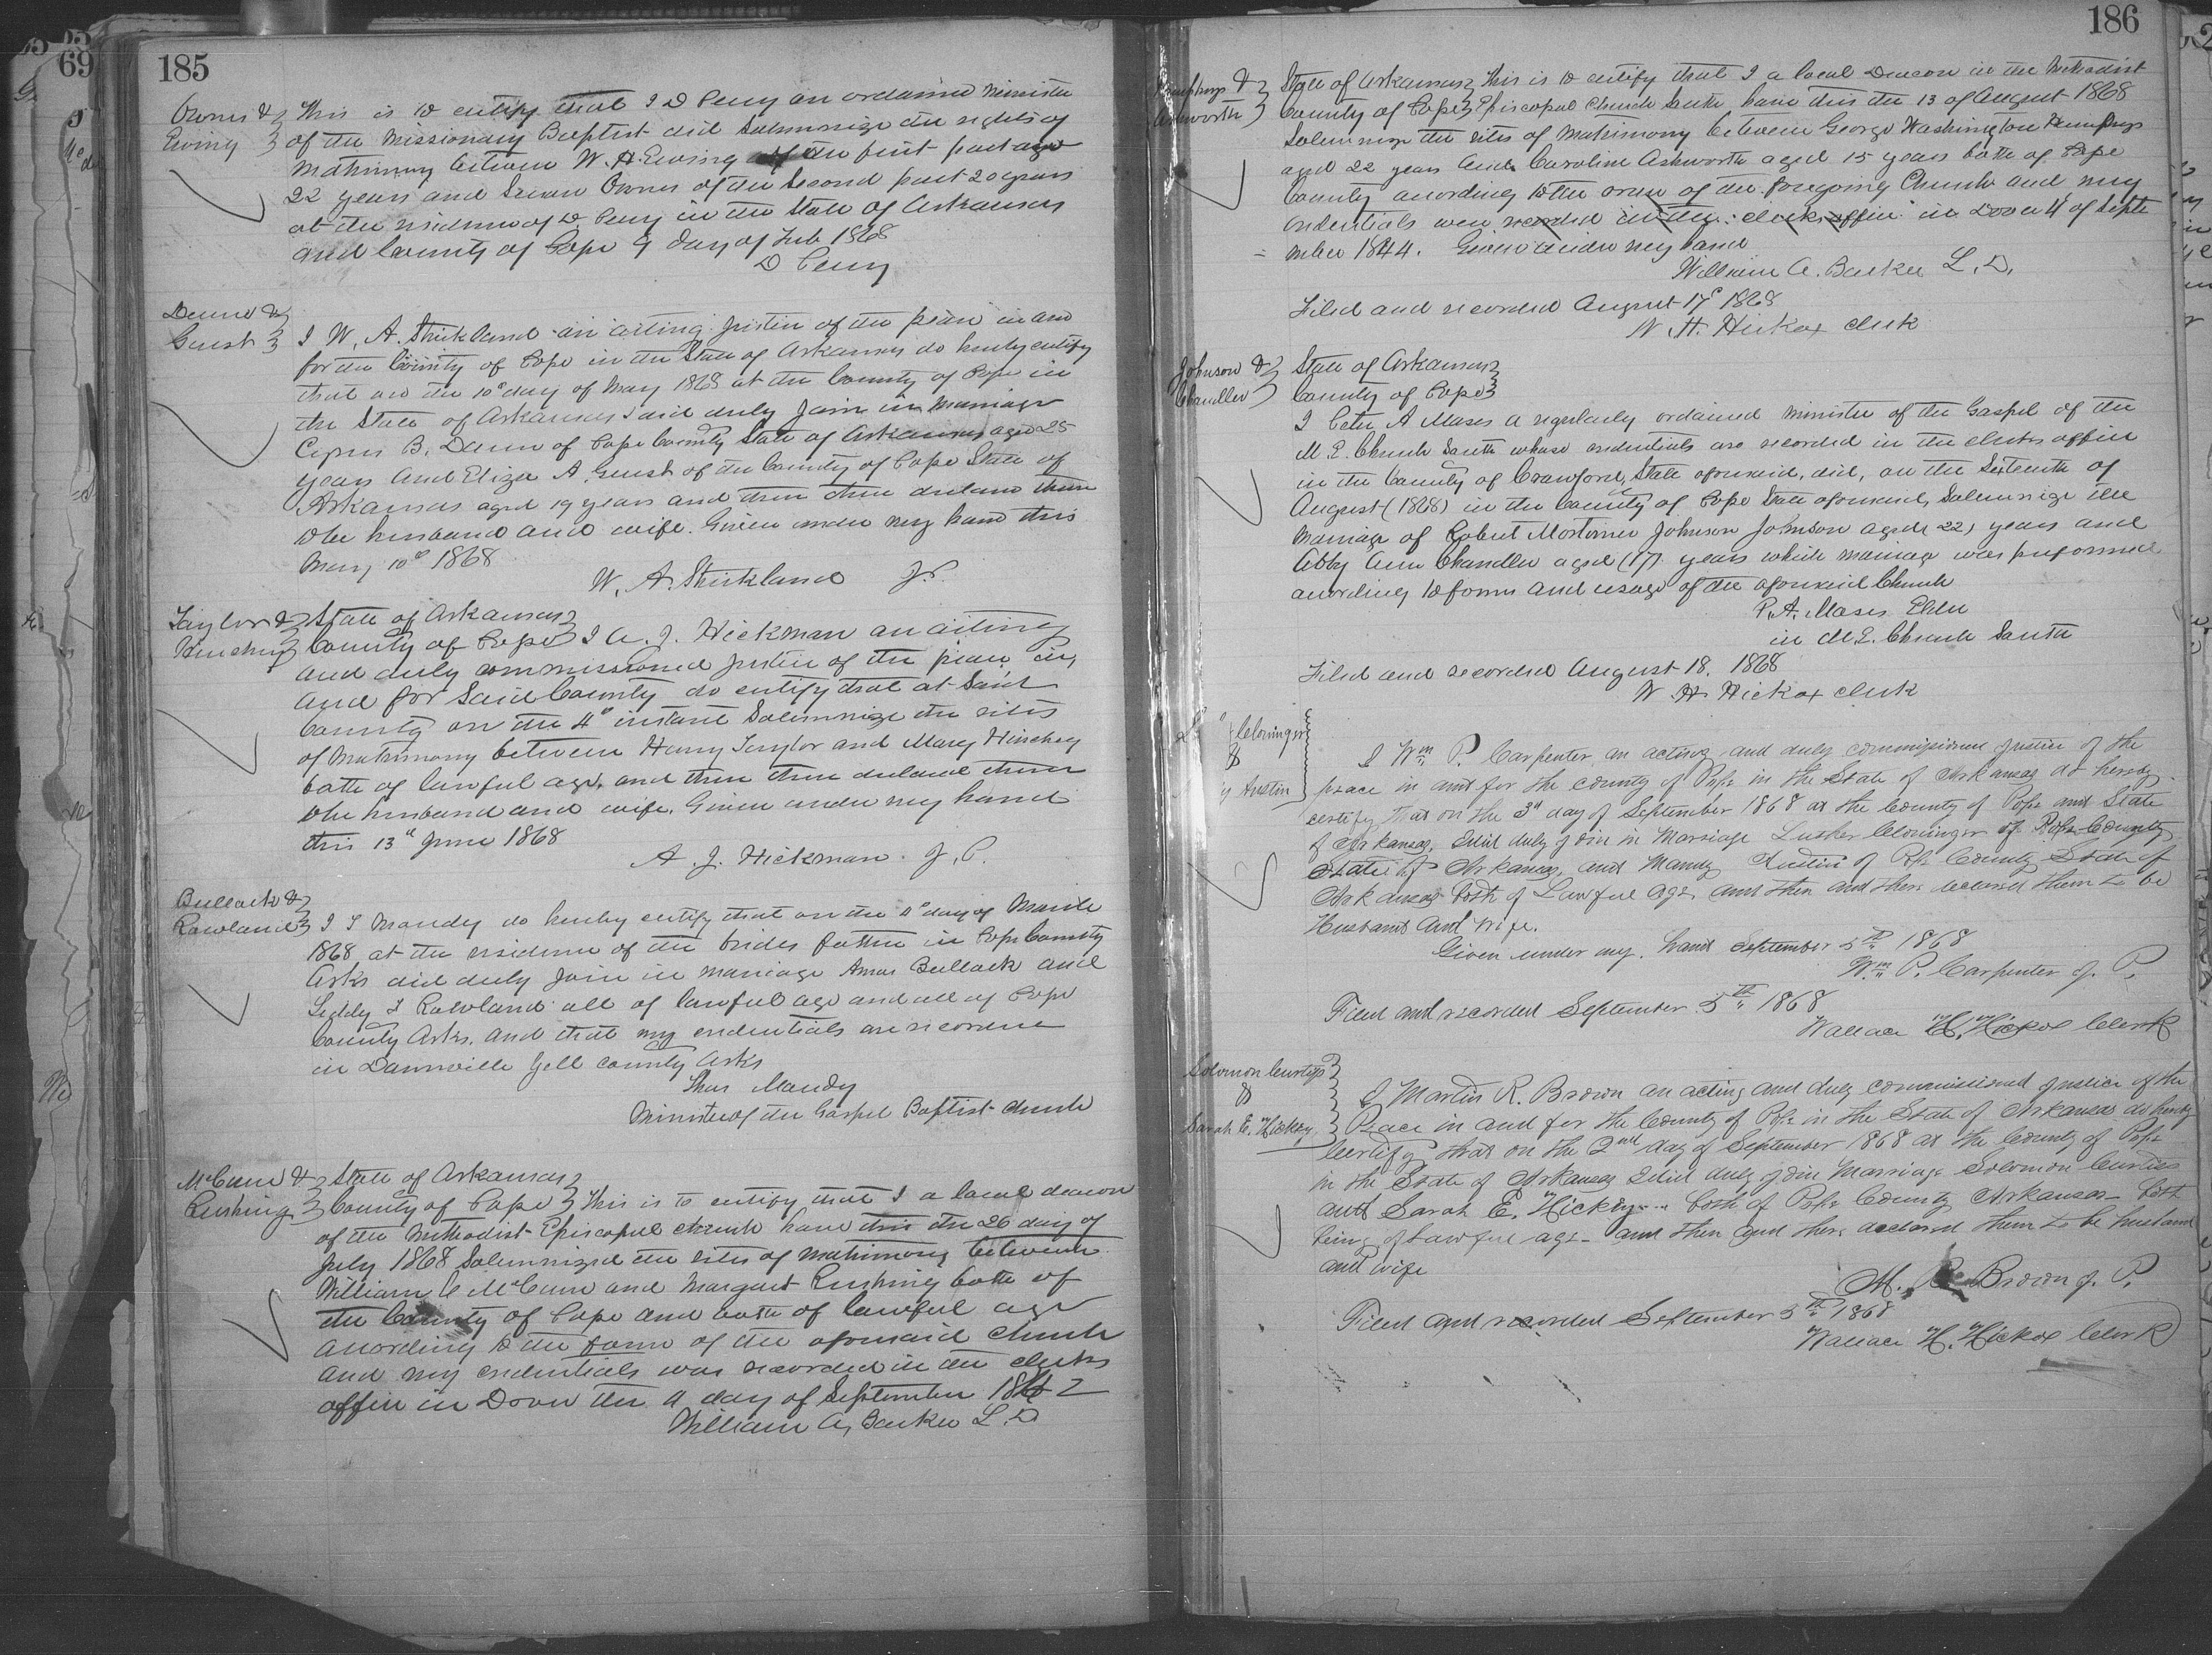 185
Owens & This is to certify that I D Peny an ordained minister
Ewing of the Missionary Baptist did Solemnize the rights of
matrimony between W. H. Ewing of the first part age
22 years and Owens of the Second part 20 years
at the residence of D. Peny in the State of Arkansas
and County of Pope 9 day of Feb 1868
D Peny
Dunn &
Guest I W. A. Strickland an acting Justice of the peace in and
for the County of Pope in the State of Arkansas do hereby certify
that on the 10th day of May 1868 at the County of Pope in
the State of Arkansas I did duly Join in Marriage
Cyrus B. Dunn of Pope County State of Arkansas aged 25
years and Eliza A. Guest of the County of Pope State of
Arkansas aged 19 years and then there declare them
to be husband and wife. Given under my hand this
May 10th 1868
W. A. Strickland J.P.
Taylor & State of Arkansas
Hinchey County of Pope I A. J. Hickman an acting
and duly commissioned Justice of the peace in,
and for Said County do certify that at Said
County on the 4th instant Solemnize the rites
of Matrimony between Harry Taylor and Mary Hinchey
both of lawful age, and then there declared them
to be husband and wife. Given under my hand
this 13th June 1868
A. J. Hickman. J. P.
Bullock &
Rowland I T Mandy do hereby certify that on the 4th day of March
1868 at the residence of the brides father in Pope County
Arks did duly Join in marriage Amos Bullock and
Liddy T Rowland all of lawful age and all of Pope
County Arks. and that my credentials are recorded
in Dannville Yell County Arks
Thos Mandy
Minister of the Gospel Baptist Church
McCunn & State of Arkansas
Rushing County of Pope This is to certify that I a local deacon
of the Methodist Episcopal church have this the 26 day of
July 1868 Solemnized the rites of matrimony between
William C McCunn and Margaret Rushing both of
the County of Pope and both of lawful age
according to the form of the aforesaid church
and my credentials was recorded in the clerks
office in Dover the 4 day of September 1842
William A. Barker L. D
186
& State of Arkansas This is to certify that I a local Deacon in the Methodist
Ashworth County of Pope Episcopal Church South have this the 13 of August 1868
Solemnize the rites of Matrimony between George Washington Humphrys
aged 22 years and Caroline Ashworth aged 15 years both of Pope
County according to the order of the foregoing Church and my
credentials were recorded in the clerks office in Dover 4 of Septe
mber 1844. Given under my hand
William A. Barker L. D.
Filed and recorded August 17th 1868
W. H. Hickox clerk
Johnson & State of Arkansas
Chandler County of Pope
I Peter A Moses a regularly ordained minister of the Gospel of the
M. E. Church South whose credentials are recorded in the clerks office
in the County of Crawford, State aforesaid, did, on the Sixteenth of
August (1868) in the County of Pope State aforesaid, Solemnize the
marriage of Robert Mortimer Johnson Johnson aged (22) years and
Abby Ann Chandler aged (17) years which marriage was performed
according to forms and usage of the aforesaid Church
P. A. Moses Elder
in M. E. Church South
Filed and recorded August 18. 1868
W H Hickox clerk
Cloninger
&
Austin
I Wm P. Carpenter, an acting and duly commissioned Justice of the
peace in and for the county of Pope in the State of Arkansas do hereby
certify that on the 3d day of September 1868 at the County of Pope and State
of Arkansas, I did duly join in Marriage Luther Cloninger of Pope County
State of Arkansas, and Mandy Austin of Pope County State of
Arkansas both of Lawful age, and then and there declared them to be
Husband and wife.
Given under my hand September 5th 1868
Wm P. Carpenter J. P.
Filed and recorded September 5th 1868
Wallace H. Hickox Clerk
Solomon Curtiss
&
Sarah E. Hickey
I Martin R. Brown an acting and duly commissioned Justice of the
Peace in and for the County of Pope in the State of Arkansas do hereby
Certify that on the 2nd day of September 1868 at the County of Pope
in the State of Arkansas I did duly join Marriage Solomon Curtiss
and Sarah E. Hickey both of Pope County Arkansas both
being of Lawful age and then and there declared them to be husband
and wife
M. R. Brown J. P.
Filed and recorded September 5th 1868
Wallace H. Hickox Clerk